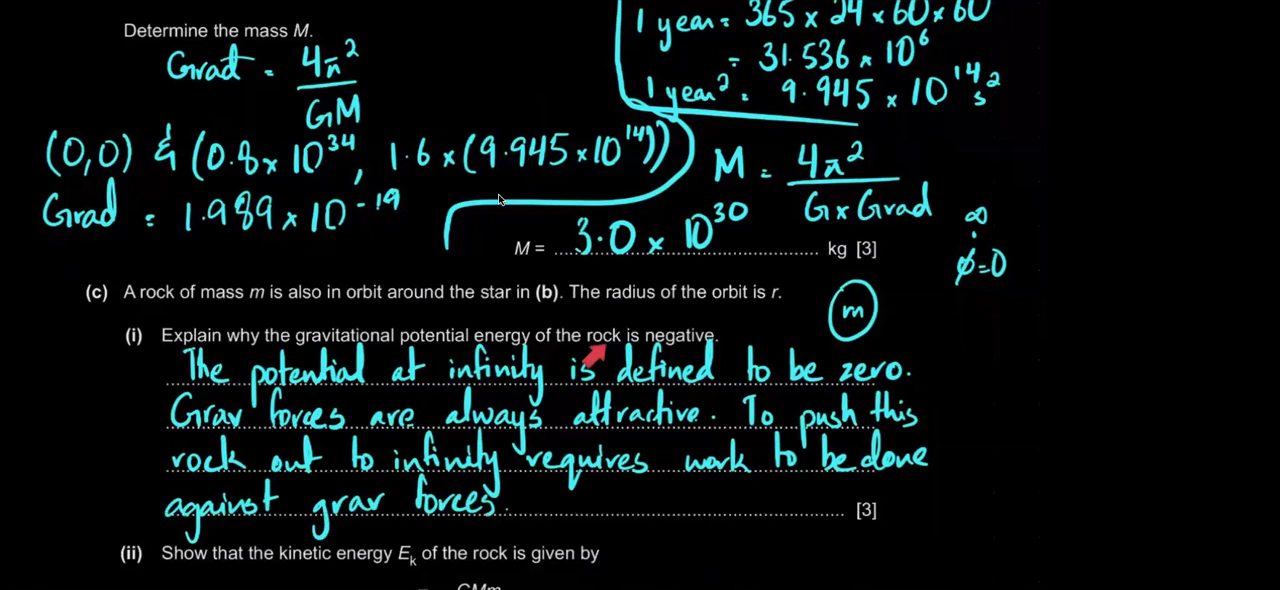 1 year = 365 × 24 × 60 × 60
= 31.536 × 10⁶
1 year² = 9.945 × 10¹⁴ s²
Determine the mass M.
Grad = 4π² / GM
(0,0) & (0.8 × 10³⁴, 1.6 × (9.945 × 10¹⁴))
Grad = 1.989 × 10⁻¹⁹
M = 4π² / G × Grad
M = 3.0 × 10³⁰ kg [3]
∞
φ=0
(c) A rock of mass m is also in orbit around the star in (b). The radius of the orbit is r.
m
(i) Explain why the gravitational potential energy of the rock is negative.
The potential at infinity is defined to be zero.
Grav forces are always attractive. To push this
rock out to infinity requires work to be done
against grav forces.
[3]
(ii) Show that the kinetic energy Eₖ of the rock is given by
GMm